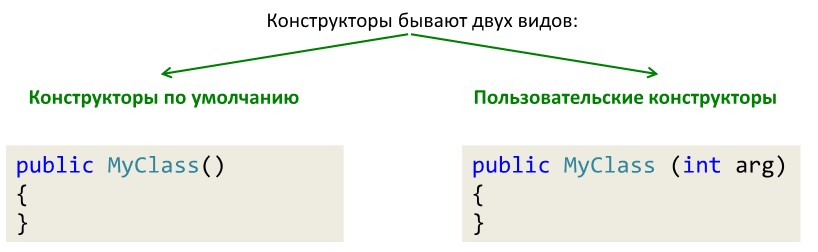 Конструкторы бывают двух видов:
Конструкторы по умолчанию
Пользовательские конструкторы
public MyClass()
{
}
public MyClass (int arg)
{
}